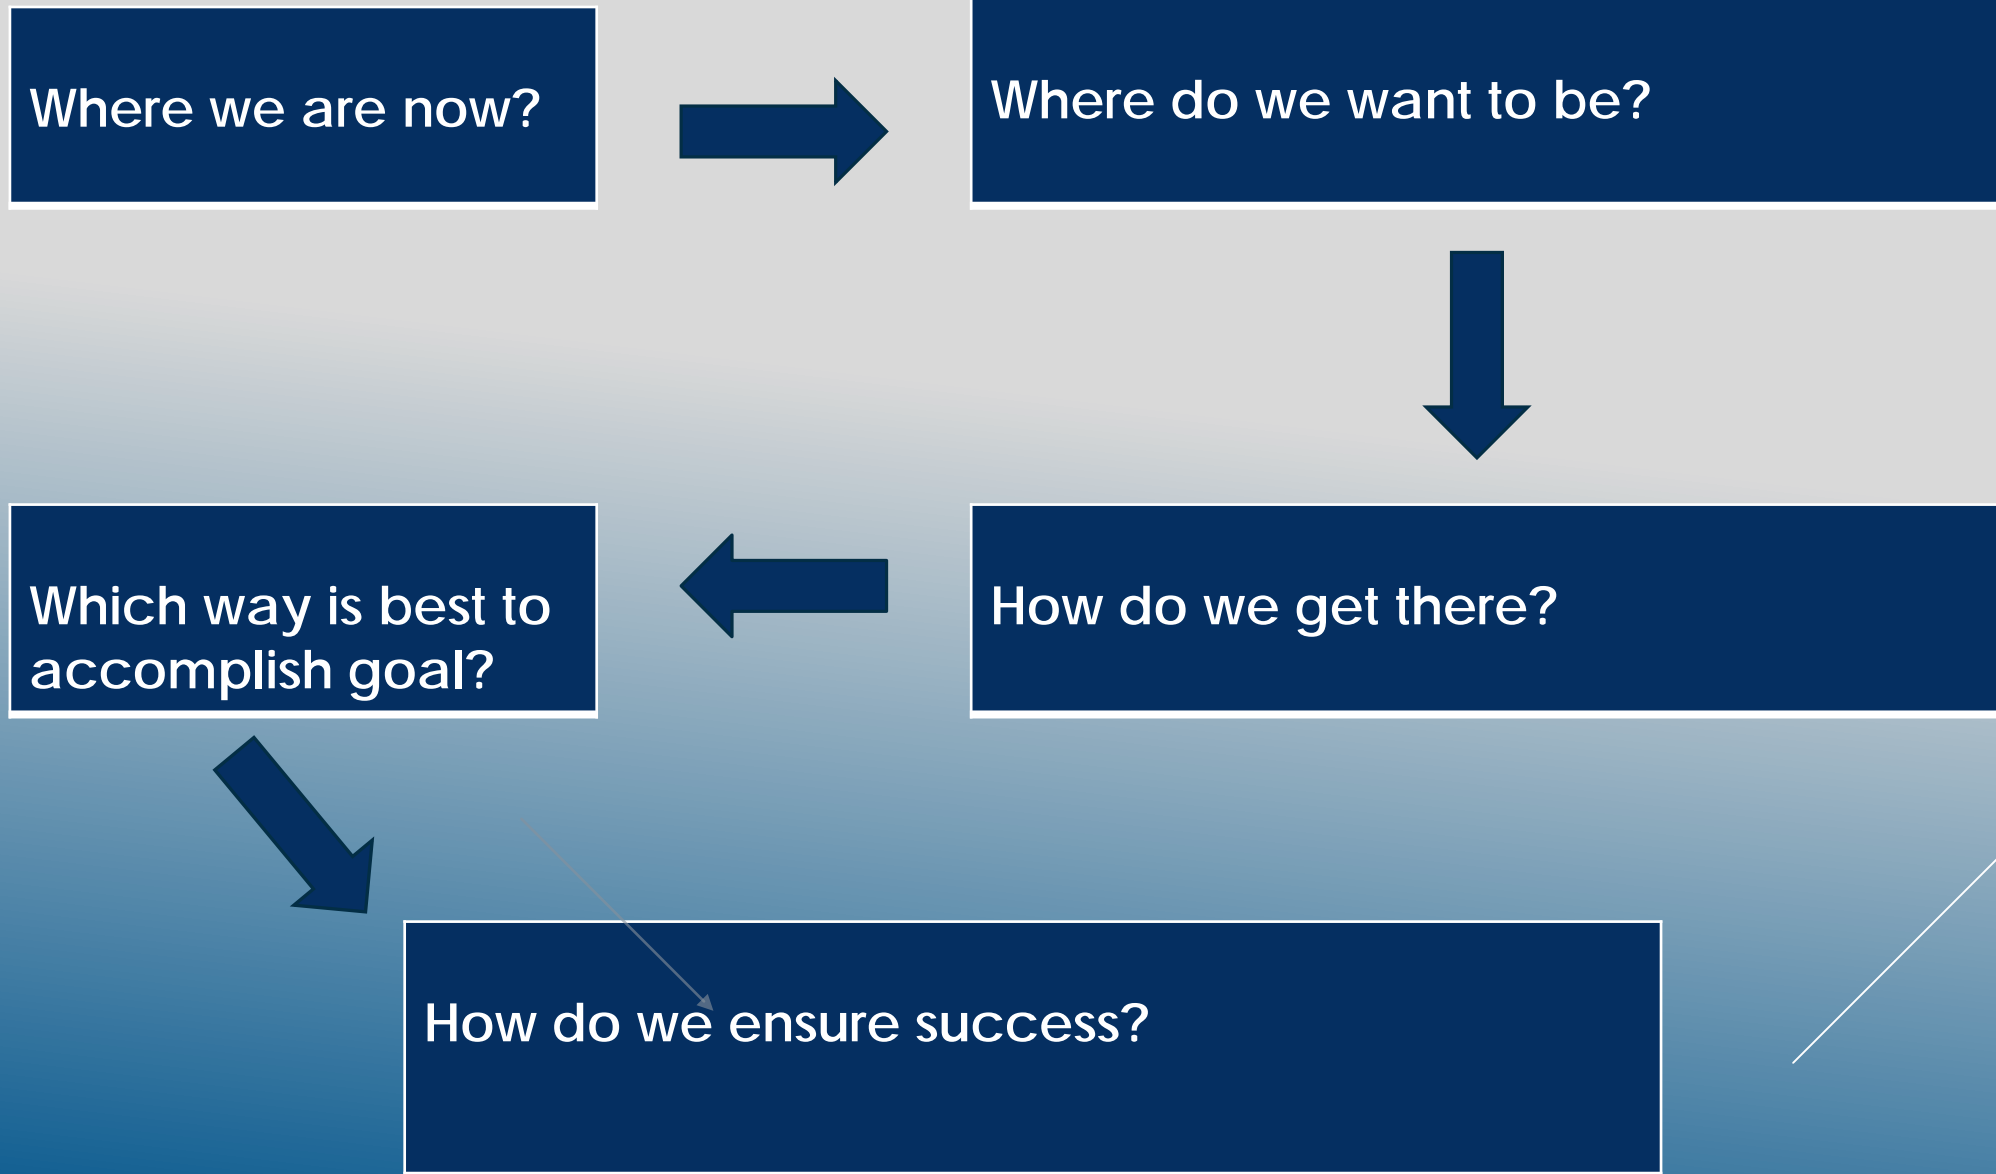 Where we are now?
Where do we want to be?
How do we get there?
Which way is best to
accomplish goal?
How do we ensure success?